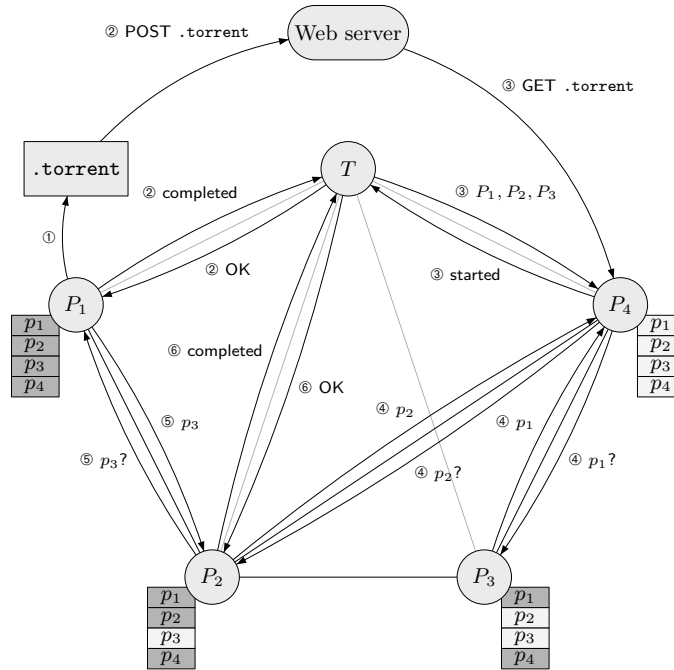 ② POST .torrent
Web server
③ GET .torrent
.torrent
T
② completed
③ P₁, P₂, P₃
①
② OK
③ started
P₁
P₄
p₁
p₂
p₃
p₄
p₁
p₂
p₃
p₄
⑥ completed
⑥ OK
④ p₂
⑤ p₃
④ p₁
⑤ p₃?
④ p₂?
④ p₁?
P₂
P₃
p₁
p₂
p₃
p₄
p₁
p₂
p₃
p₄